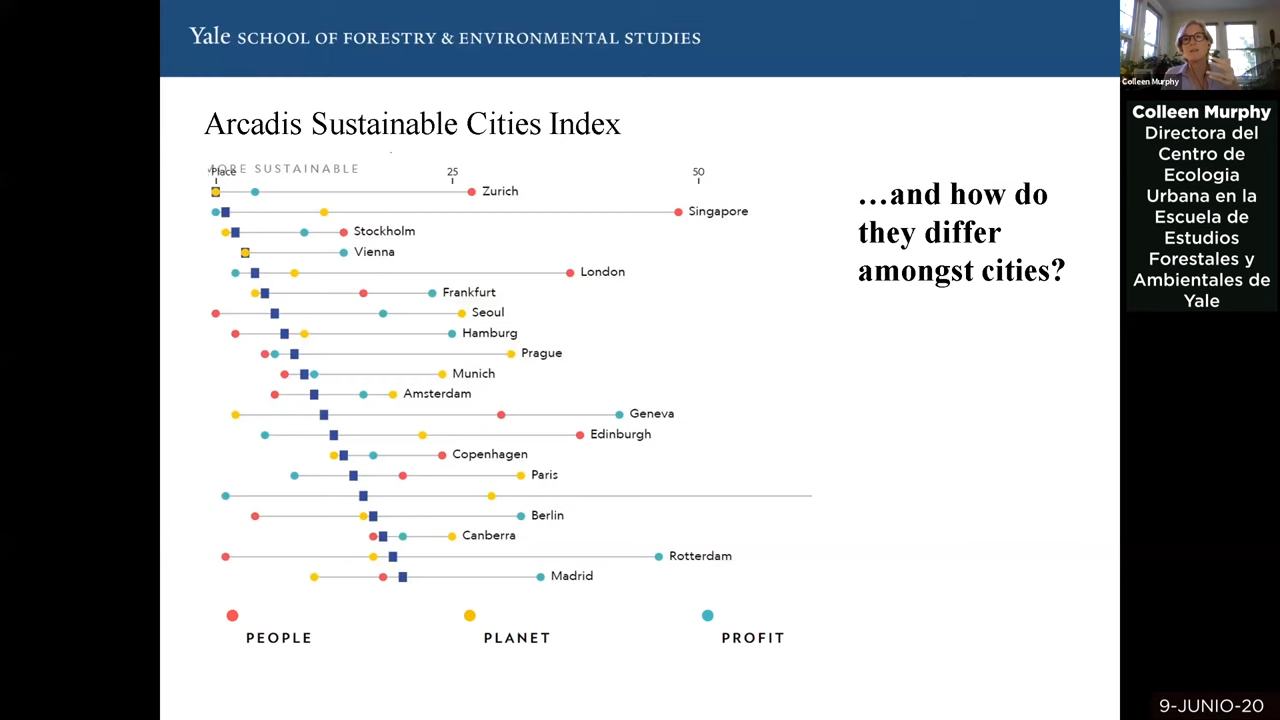 Yale SCHOOL OF FORESTRY & ENVIRONMENTAL STUDIES
Colleen Murphy
Colleen Murphy
Directora del
Centro de
Ecologia
Urbana en la
Escuela de
Estudios
Forestales y
Ambientales de
Yale
Arcadis Sustainable Cities Index
MORE SUSTAINABLE
Place
25
50
Zurich
Singapore
Stockholm
Vienna
London
Frankfurt
Seoul
Hamburg
Prague
Munich
Amsterdam
Geneva
Edinburgh
Copenhagen
Paris
Berlin
Canberra
Rotterdam
Madrid
…and how do
they differ
amongst cities?
PEOPLE
PLANET
PROFIT
9-JUNIO-20